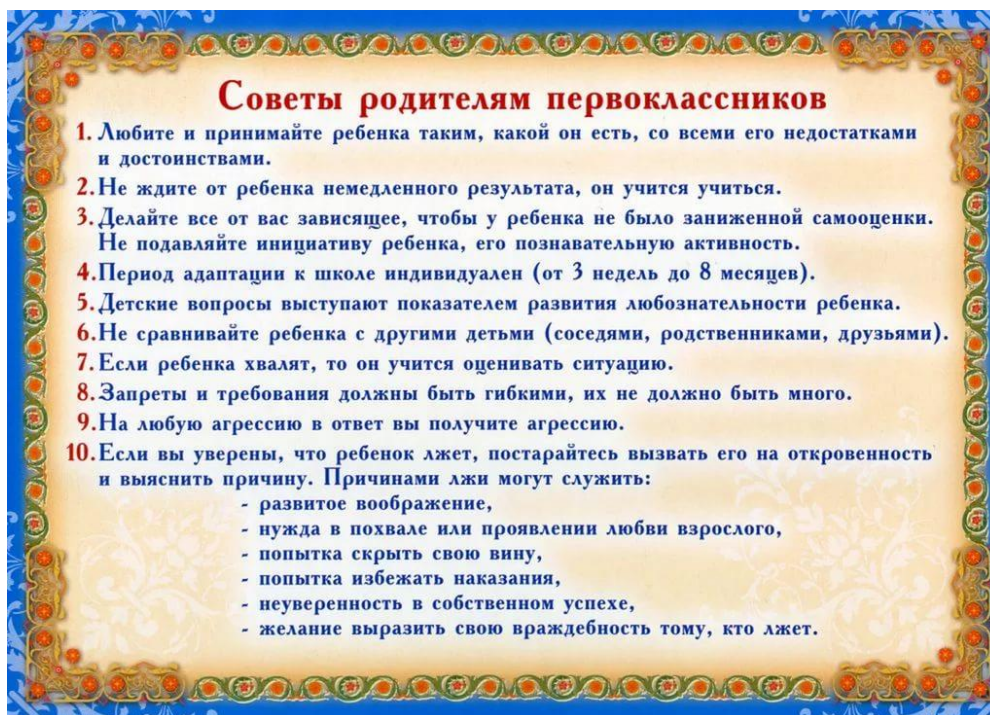 Советы родителям первоклассников
1. Любите и принимайте ребенка таким, какой он есть, со всеми его недостатками
и достоинствами.
2. Не ждите от ребенка немедленного результата, он учится учиться.
3. Делайте все от вас зависящее, чтобы у ребенка не было заниженной самооценки.
Не подавляйте инициативу ребенка, его познавательную активность.
4. Период адаптации к школе индивидуален (от 3 недель до 8 месяцев).
5. Детские вопросы выступают показателем развития любознательности ребенка.
6. Не сравнивайте ребенка с другими детьми (соседями, родственниками, друзьями).
7. Если ребенка хвалят, то он учится оценивать ситуацию.
8. Запреты и требования должны быть гибкими, их не должно быть много.
9. На любую агрессию в ответ вы получите агрессию.
10. Если вы уверены, что ребенок лжет, постарайтесь вызвать его на откровенность
и выяснить причину. Причинами лжи могут служить:
- развитое воображение,
- нужда в похвале или проявлении любви взрослого,
- попытка скрыть свою вину,
- попытка избежать наказания,
- неуверенность в собственном успехе,
- желание выразить свою враждебность тому, кто лжет.